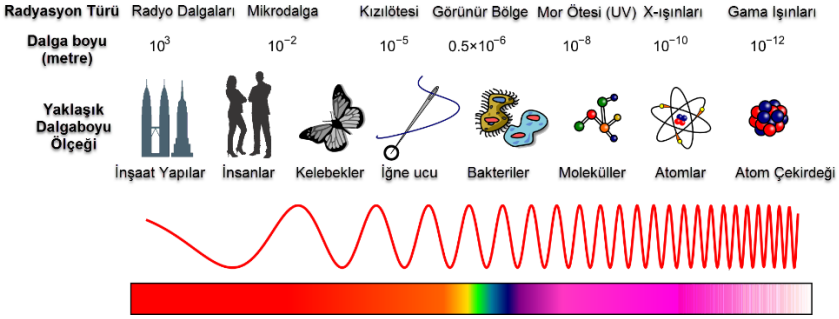 Radyasyon Türü Radyo Dalgaları Mikrodalga Kızılötesi Görünür Bölge Mor Ötesi (UV) X-ışınları Gama Işınları
Dalga boyu (metre) 10³ 10⁻² 10⁻⁵ 0.5×10⁻⁶ 10⁻⁸ 10⁻¹⁰ 10⁻¹²
Yaklaşık
Dalgaboyu
Ölçeği
İnşaat Yapılar İnsanlar Kelebekler İğne ucu Bakteriler Moleküller Atomlar Atom Çekirdeği